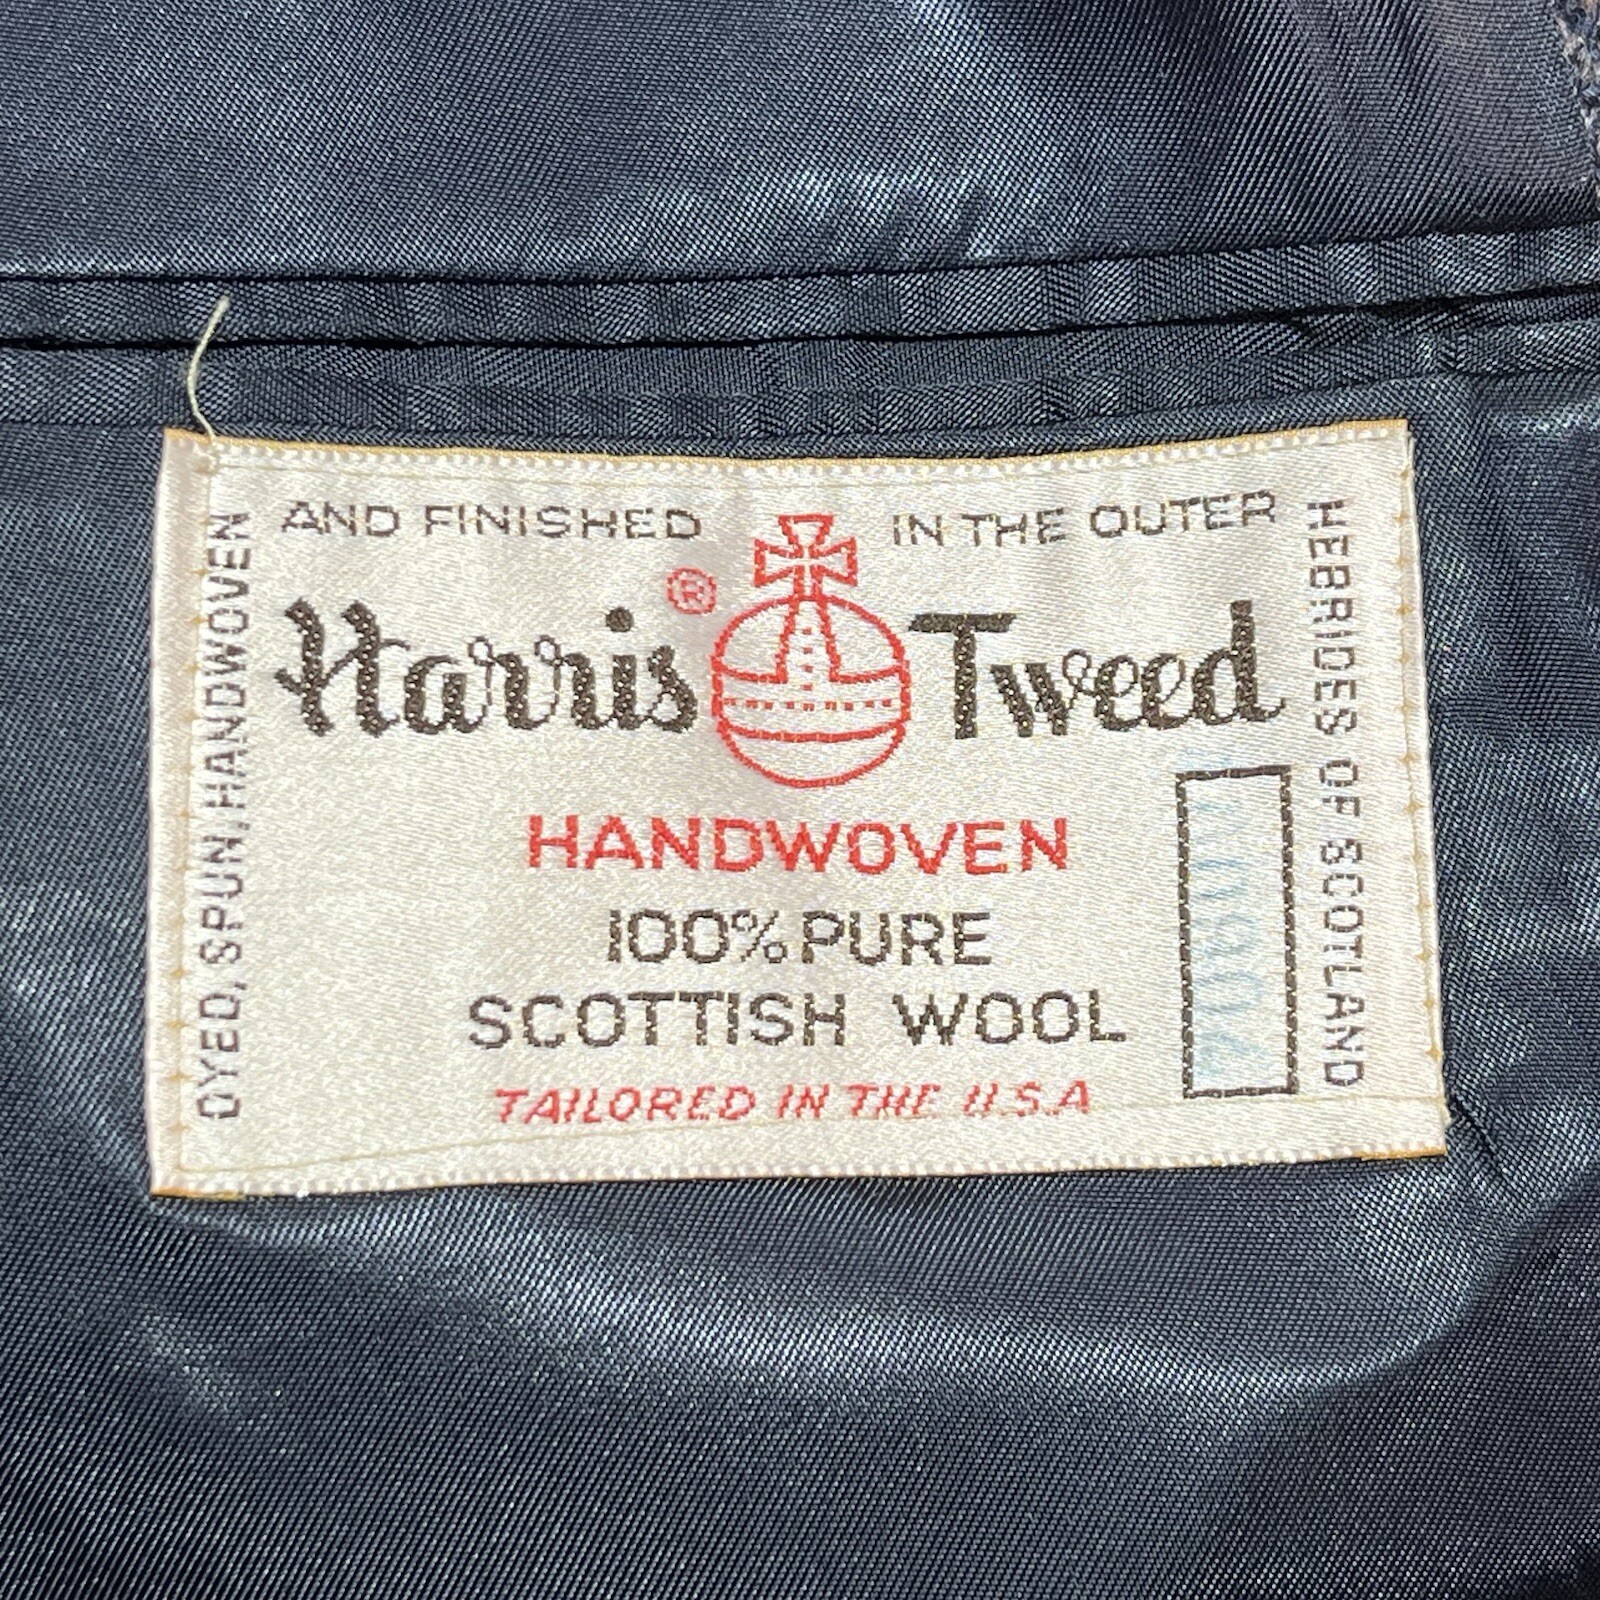 DYED, SPUN, HANDWOVEN
AND FINISHED IN THE OUTER
HEBRIDES OF SCOTLAND
Harris® Tweed
HANDWOVEN
100% PURE
SCOTTISH WOOL
TAILORED IN THE U.S.A